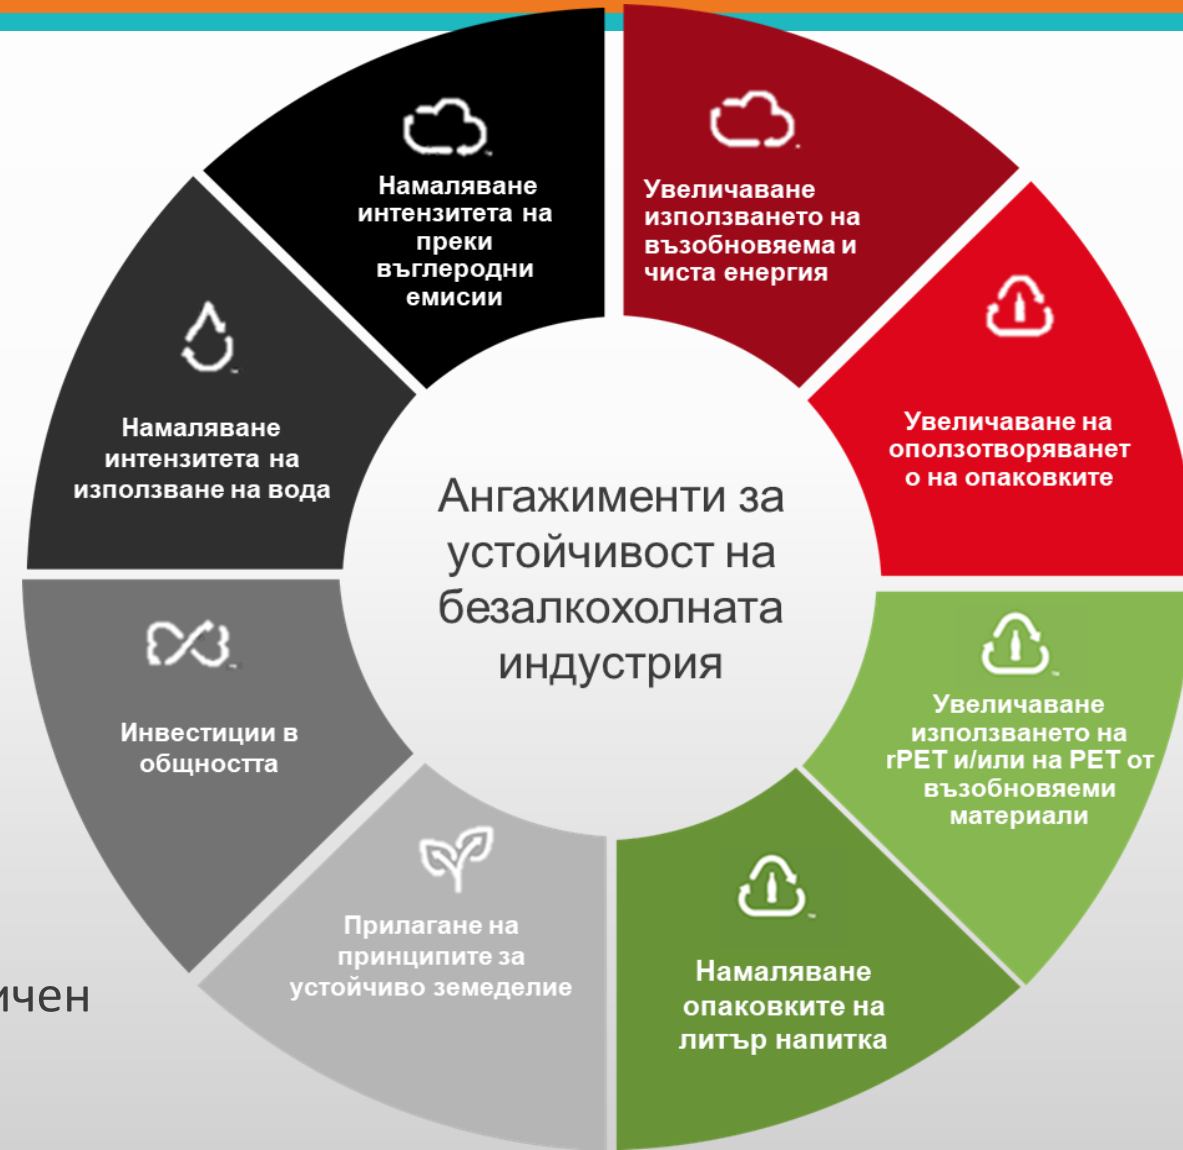 Намаляване
интензитета на
преки
въглеродни
емисии
Увеличаване
използването на
възобновяема и
чиста енергия
Увеличаване на
оползотворяванет
о на опаковките
Увеличаване
използването на
rPET и/или на PET от
възобновяеми
материали
Намаляване
опаковките на
литър напитка
Прилагане на
принципите за
устойчиво земеделие
Инвестиции в
общността
Намаляване
интензитета на
използване на вода
Ангажименти за
устойчивост на
безалкохолната
индустрия